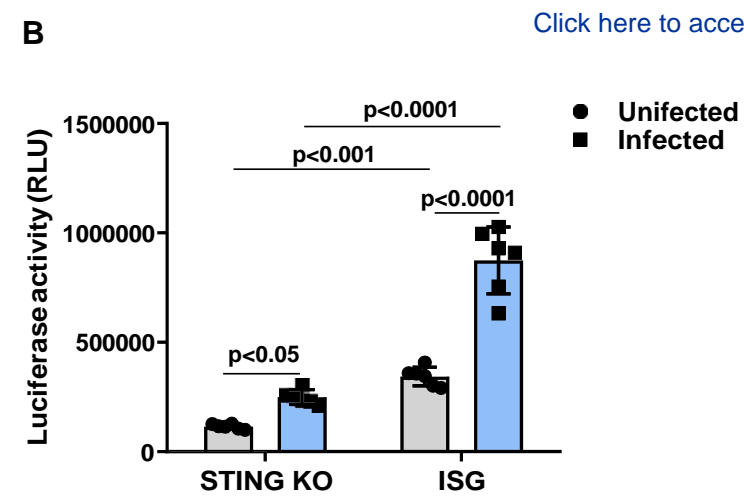 B
Click here to acce
Unifected
Infected
Luciferase activity (RLU)
1500000
1000000
500000
0
p<0.0001
p<0.001
p<0.0001
p<0.05
STING KO
ISG